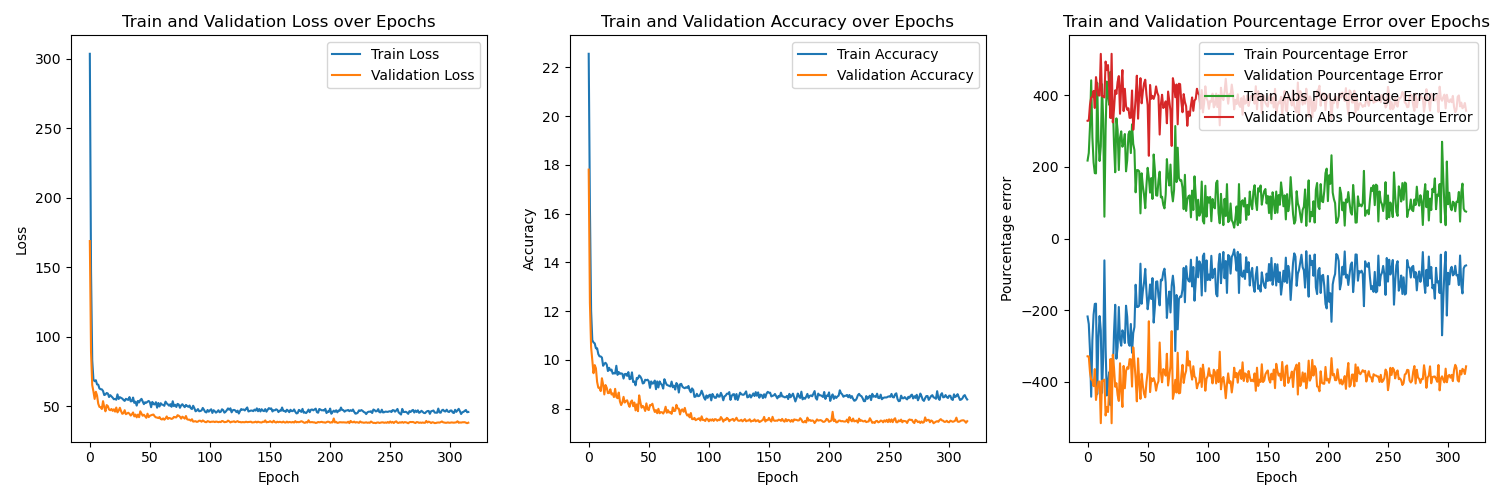 Train and Validation Loss over Epochs
Train Loss
Validation Loss
300
250
200
150
100
50
Loss
0 50 100 150 200 250 300
Epoch
Train and Validation Accuracy over Epochs
Train Accuracy
Validation Accuracy
22
20
18
16
14
12
10
8
Accuracy
0 50 100 150 200 250 300
Epoch
Train and Validation Pourcentage Error over Epochs
Train Pourcentage Error
Validation Pourcentage Error
Train Abs Pourcentage Error
Validation Abs Pourcentage Error
400
200
0
−200
−400
Pourcentage error
0 50 100 150 200 250 300
Epoch